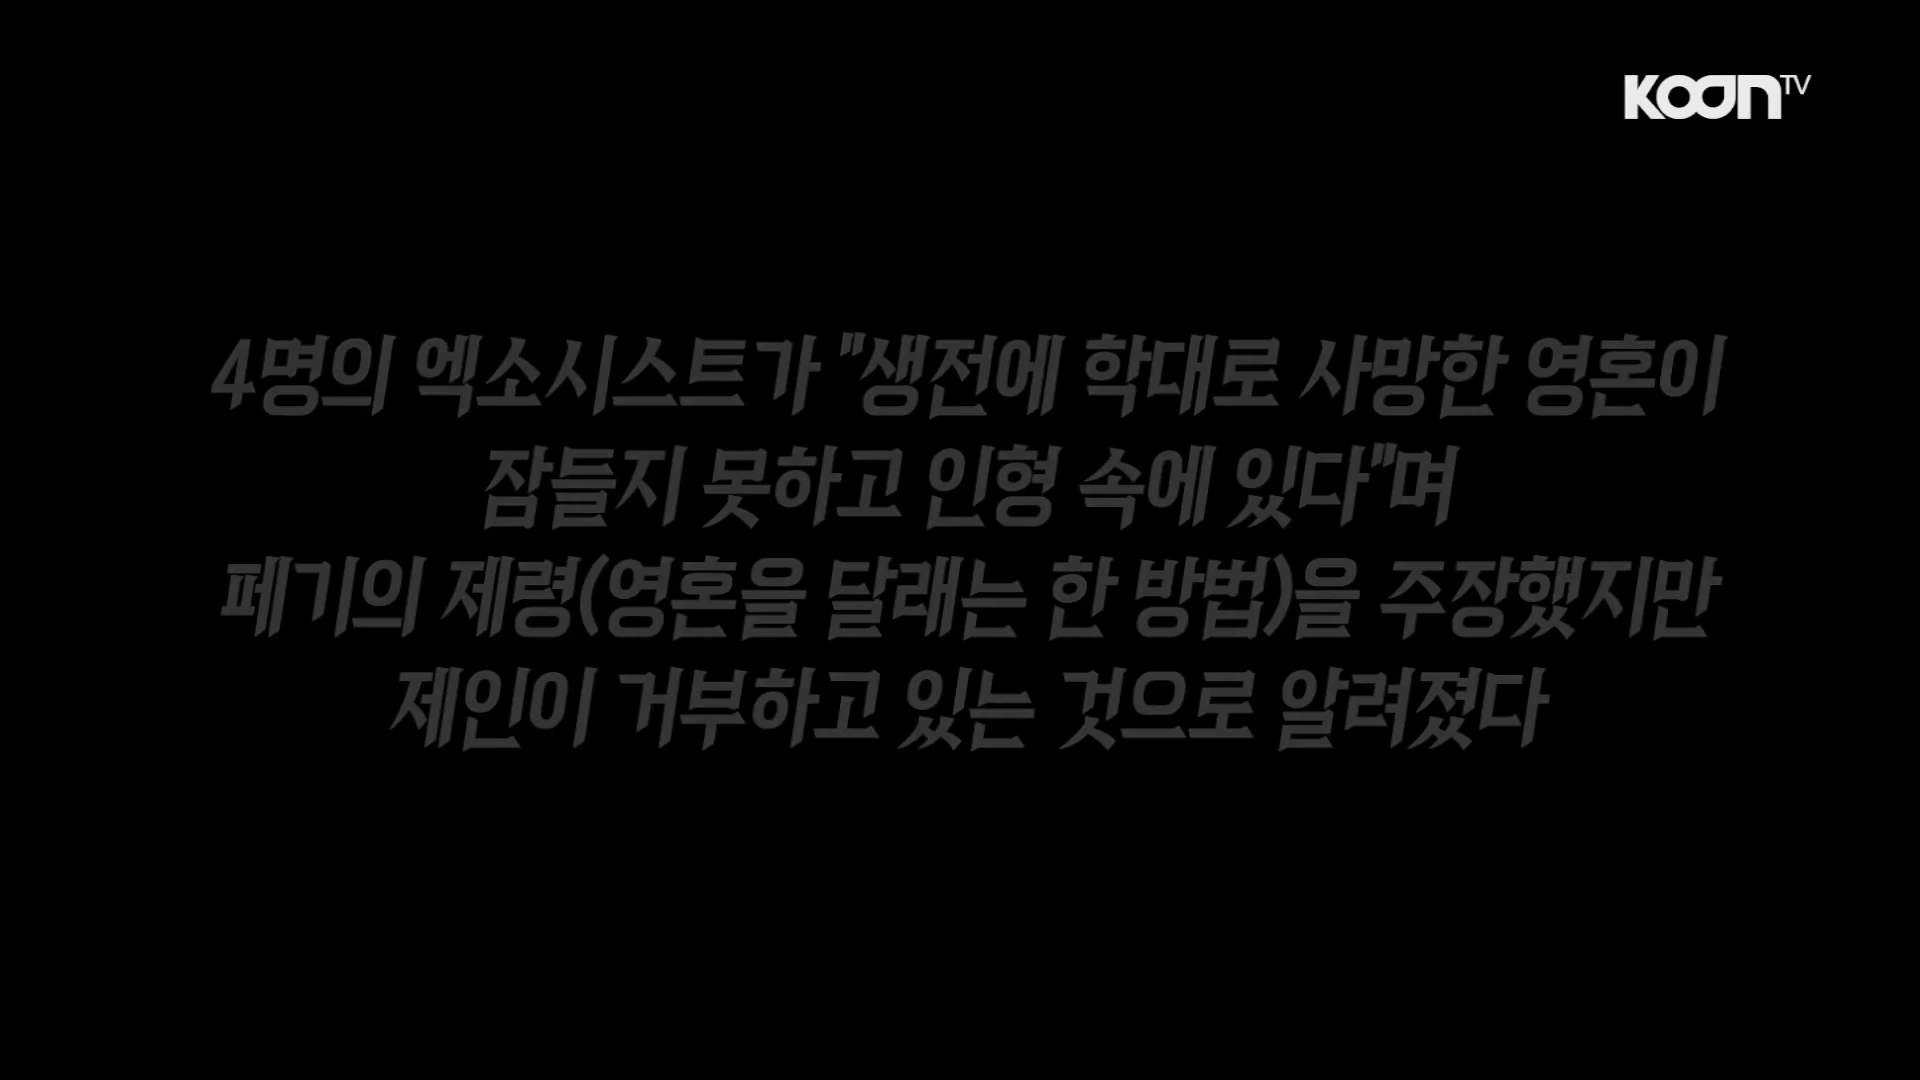 KOONTV
4명의 엑소시스트가 "생전에 학대로 사망한 영혼이
잠들지 못하고 인형 속에 있다"며
페기의 제령(영혼을 달래는 한 방법)을 주장했지만
제인이 거부하고 있는 것으로 알려졌다